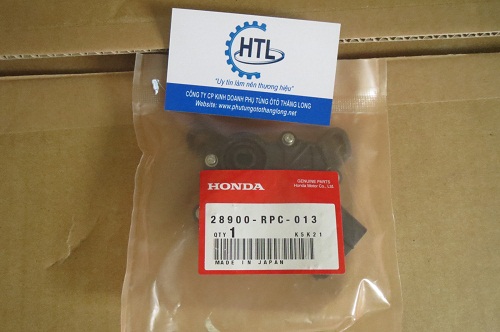 HTL
"Uy tín làm nên thương hiệu"
CÔNG TY CP KINH DOANH PHỤ TÙNG ÔTÔ THĂNG LONG
Website: www.phutungotothanglong.net
HONDA
GENUINE PARTS
Honda Motor Co., Ltd.
28900-RPC-013
QTY 1 K5K21
MADE IN JAPAN